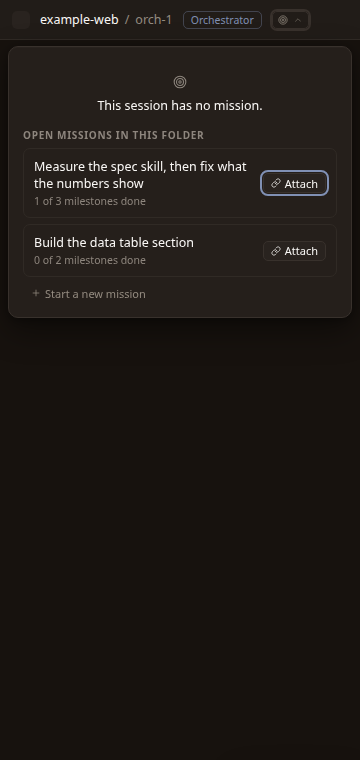 example-web / orch-1 Orchestrator
This session has no mission.
OPEN MISSIONS IN THIS FOLDER
Measure the spec skill, then fix what
the numbers show
1 of 3 milestones done
Attach
Build the data table section
0 of 2 milestones done
Attach
+ Start a new mission